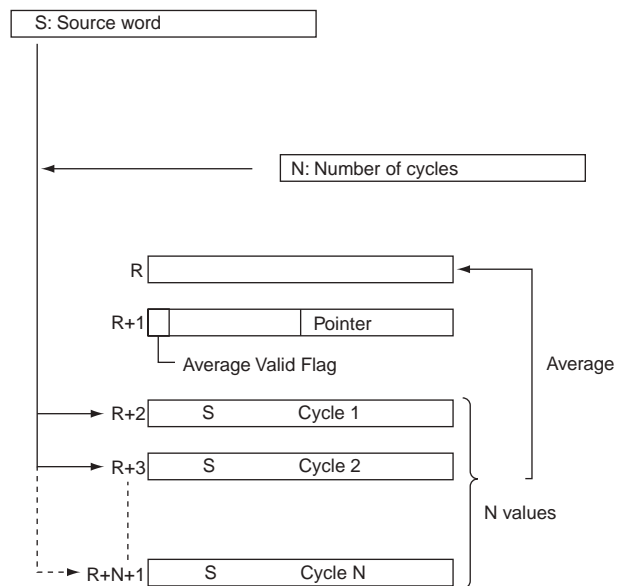 S: Source word
N: Number of cycles
R
R+1 Pointer
Average Valid Flag
Average
R+2 S Cycle 1
R+3 S Cycle 2
N values
R+N+1 S Cycle N